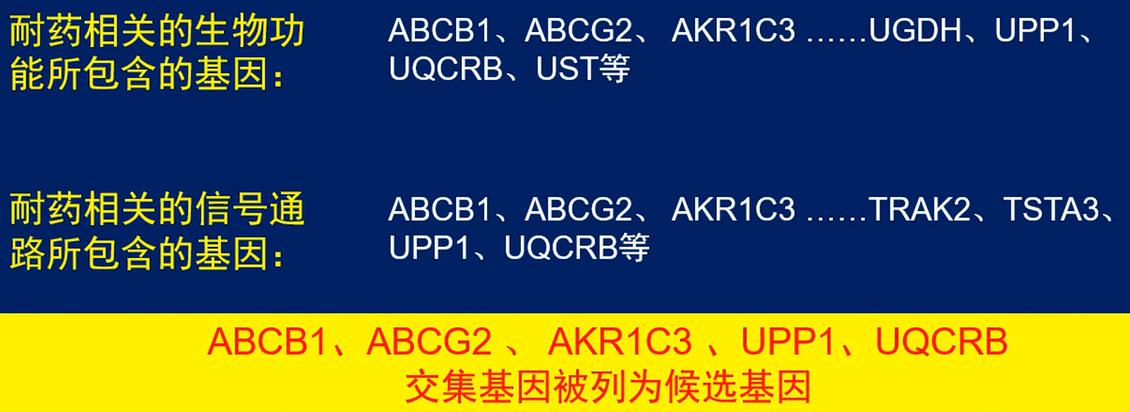 耐药相关的生物功
能所包含的基因：
ABCB1、ABCG2、 AKR1C3 ……UGDH、UPP1、
UQCRB、UST等
耐药相关的信号通
路所包含的基因：
ABCB1、ABCG2、 AKR1C3 ……TRAK2、TSTA3、
UPP1、UQCRB等
ABCB1、ABCG2 、 AKR1C3 、UPP1、UQCRB
交集基因被列为候选基因